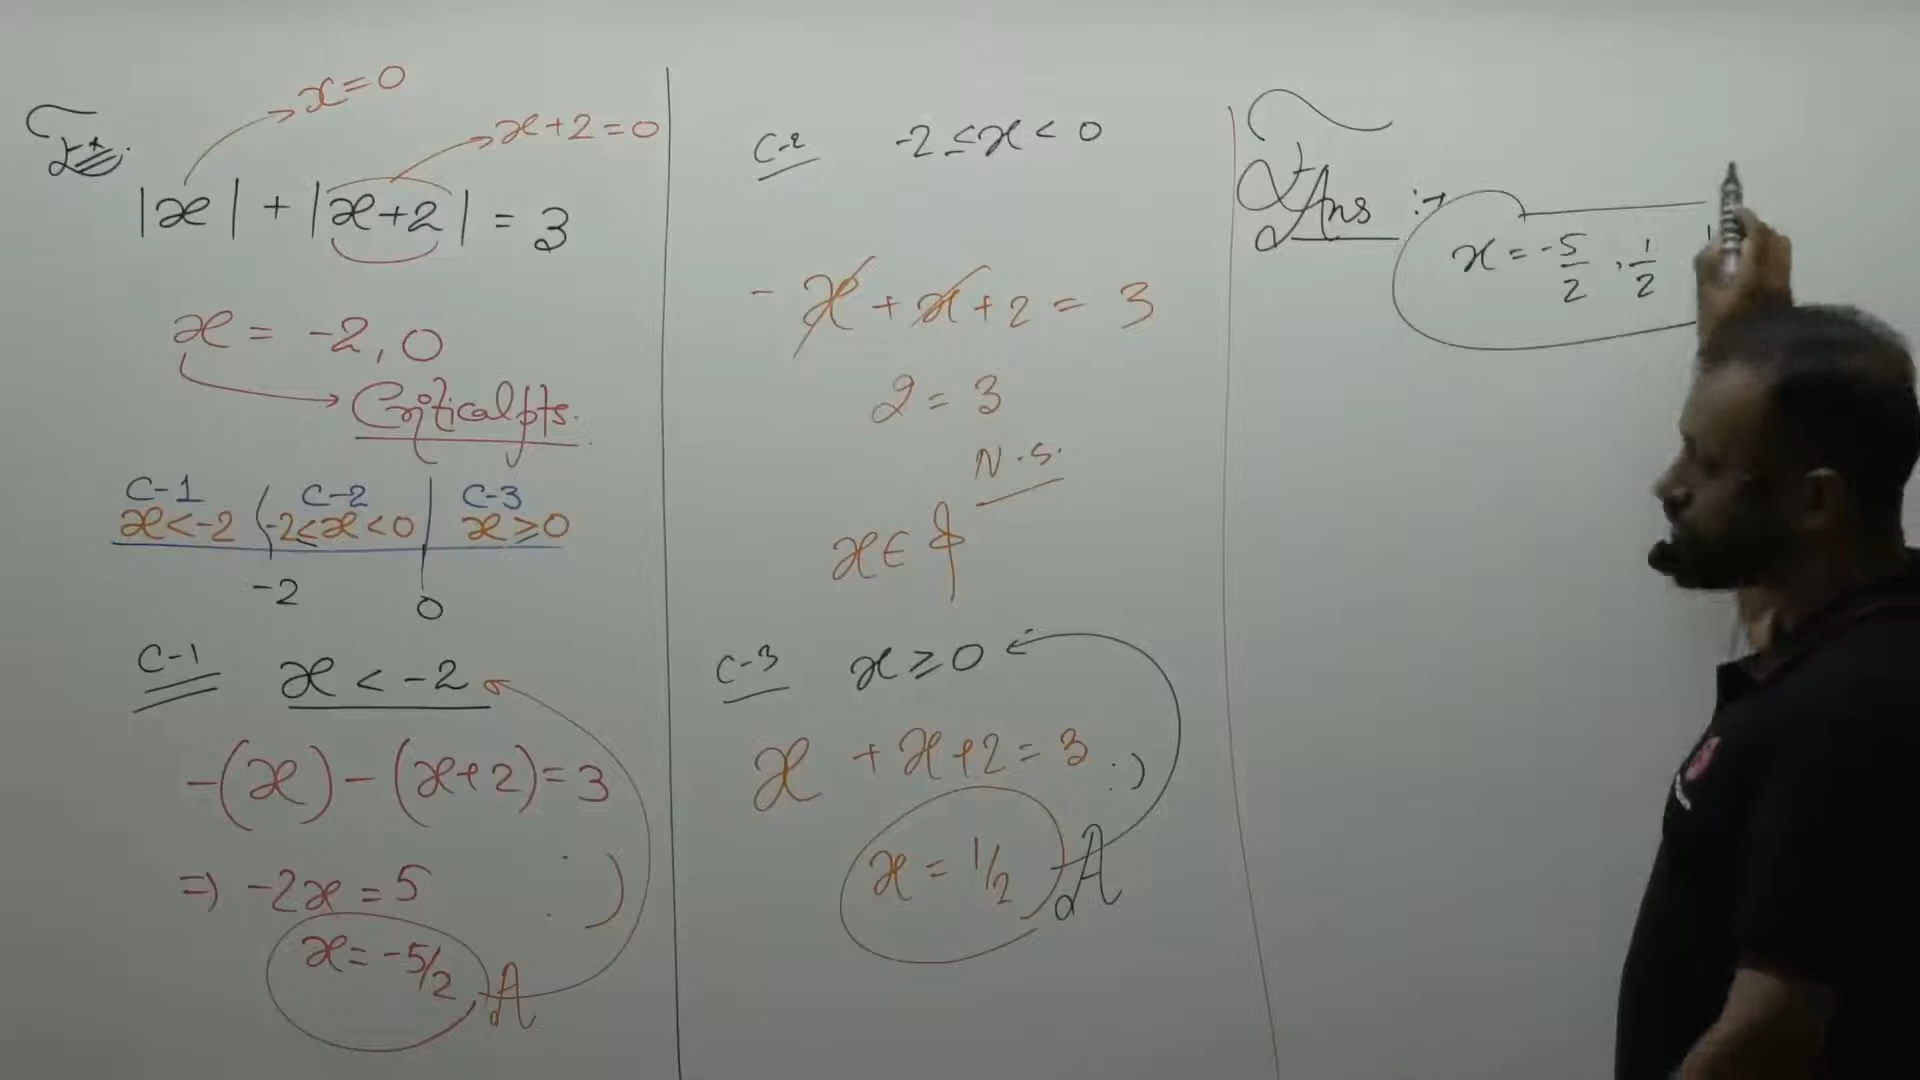 x=0
x+2=0
Ex.
|x| + |x+2| = 3
x = -2, 0
Critical pts.
C-1 C-2 C-3
x<-2 -2≤x<0 x≥0
-2 0
C-1 x < -2
-(x) - (x+2) = 3
=> -2x = 5
x = -5/2 A
C-2 -2 ≤ x < 0
- x + x + 2 = 3
2 = 3
N.S.
x ∈ ϕ
C-3 x ≥ 0
x + x+2 = 3 :)
x = 1/2 A
Ans :→
x = -5/2 , 1/2